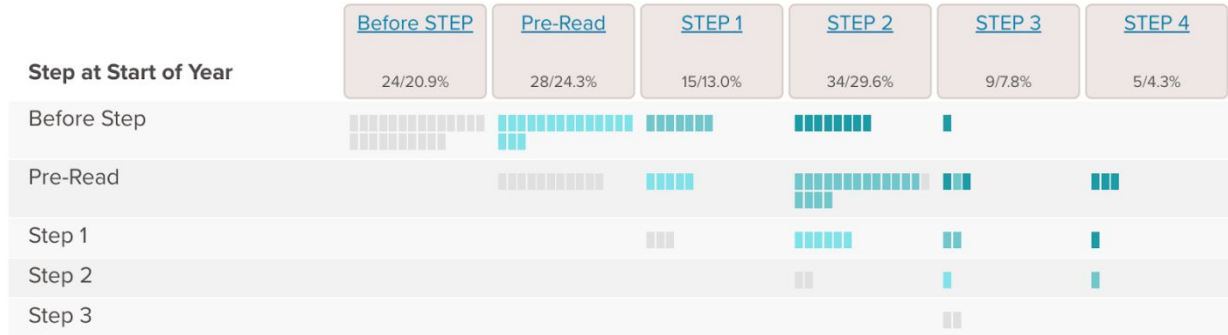 Before STEP Pre-Read STEP 1 STEP 2 STEP 3 STEP 4
Step at Start of Year 24/20.9% 28/24.3% 15/13.0% 34/29.6% 9/7.8% 5/4.3%
Before Step
Pre-Read
Step 1
Step 2
Step 3